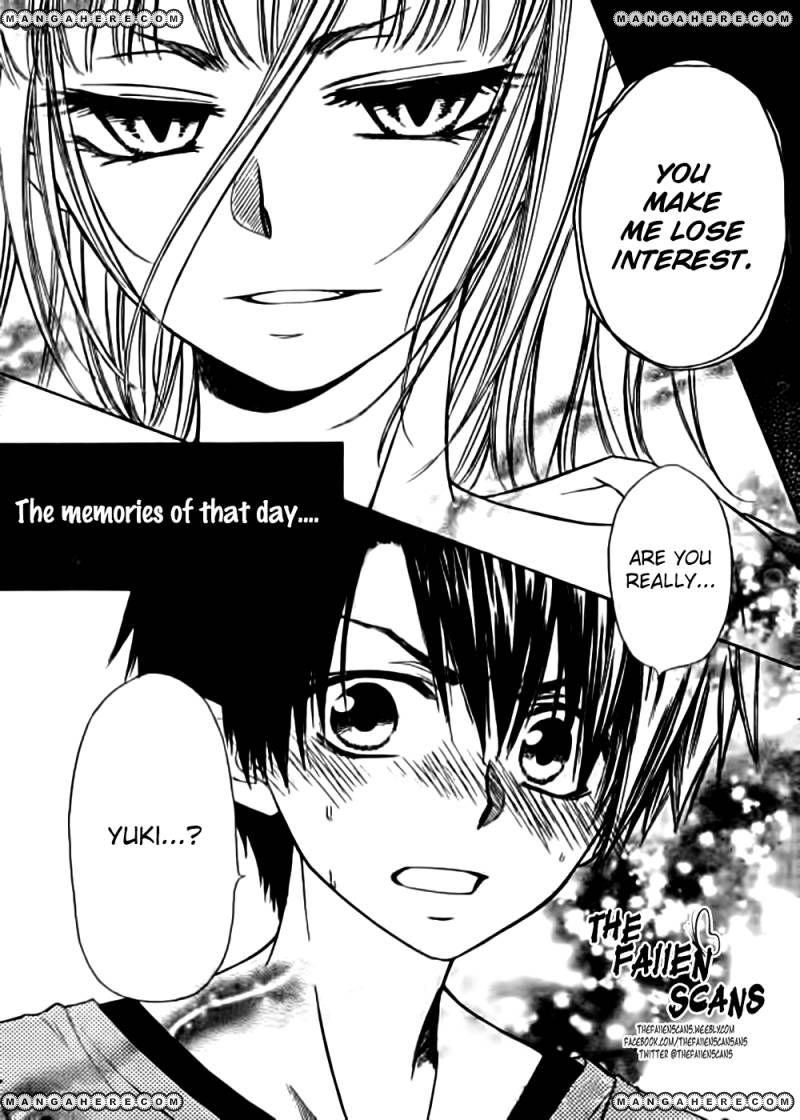 MANGAHERE.COM
MANGAHERE.COM
YOU
MAKE
ME LOSE
INTEREST.
The memories of that day....
ARE YOU
REALLY...
YUKI...?
THE
FAllEN
SCANS
THEFAllENSCANS.WEEBLY.COM
FACEBOOK.COM/THEFALLENSCANSANS
TWITTER @THEFAllENSCANS
MANGAHERE.COM
MANGAHERE.COM